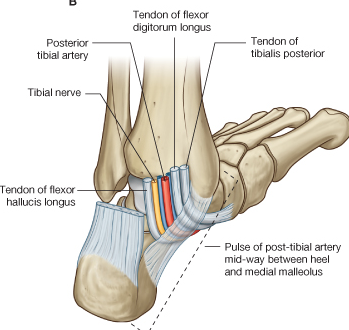 B
Tendon of flexor
digitorum longus
Posterior
tibial artery
Tendon of
tibialis posterior
Tibial nerve
Tendon of flexor
hallucis longus
Pulse of post-tibial artery
mid-way between heel
and medial malleolus